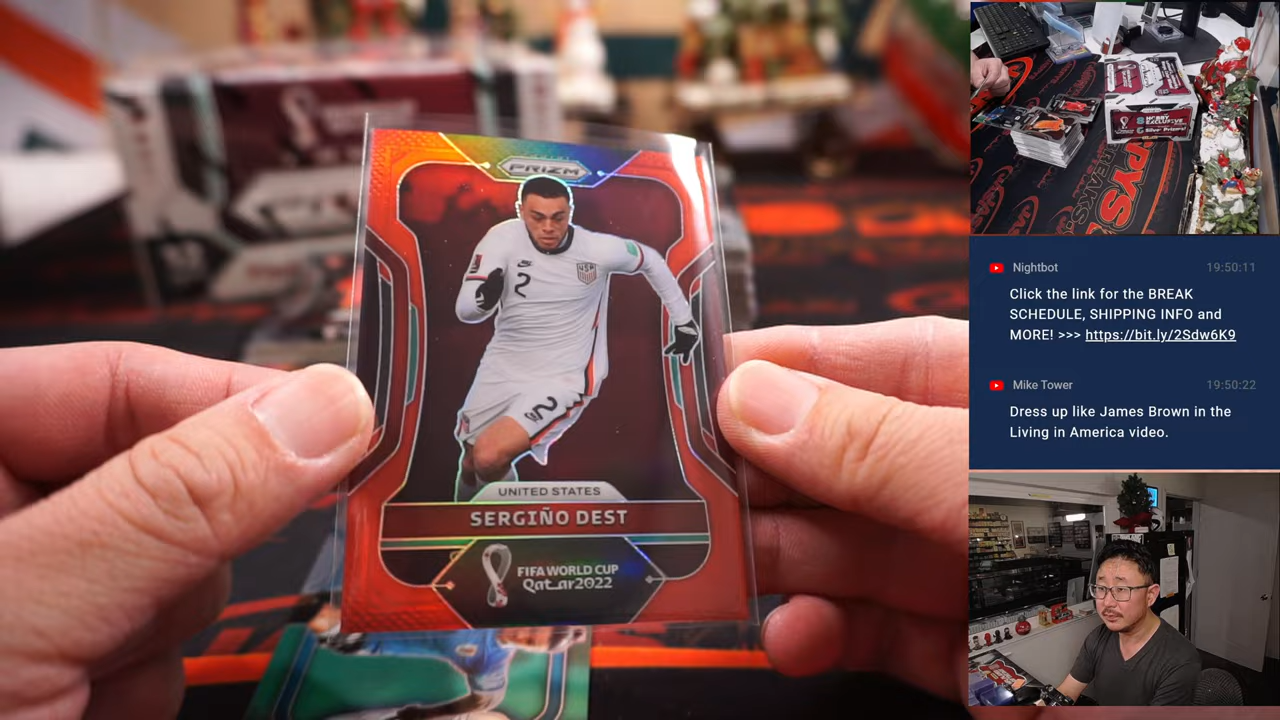 PRIZM
USA
2
2
UNITED STATES
SERGIÑO DEST
FIFA WORLD CUP
Qatar2022
Nightbot 19:50:11
Click the link for the BREAK
SCHEDULE, SHIPPING INFO and
MORE! >>> https://bit.ly/2Sdw6K9
Mike Tower 19:50:22
Dress up like James Brown in the
Living in America video.